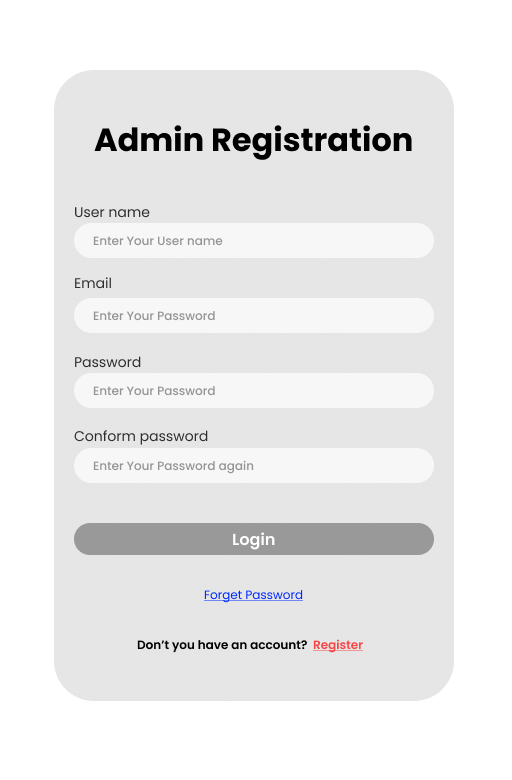 Admin Registration
User name
Enter Your User name
Email
Enter Your Password
Password
Enter Your Password
Conform password
Enter Your Password again
Login
Forget Password
Don’t you have an account? Register